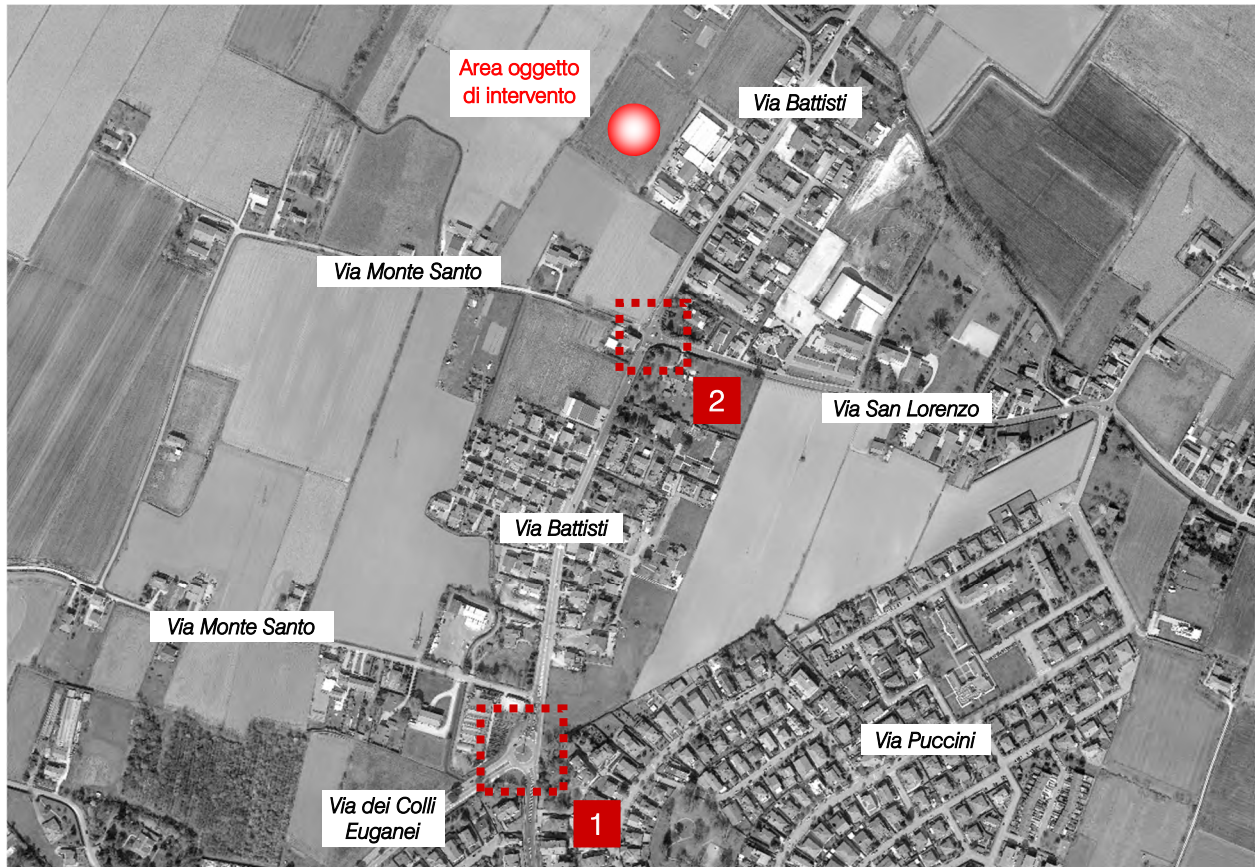 Area oggetto
di intervento
Via Battisti
Via Monte Santo
2
Via San Lorenzo
Via Battisti
Via Monte Santo
Via Puccini
Via dei Colli
Euganei
1